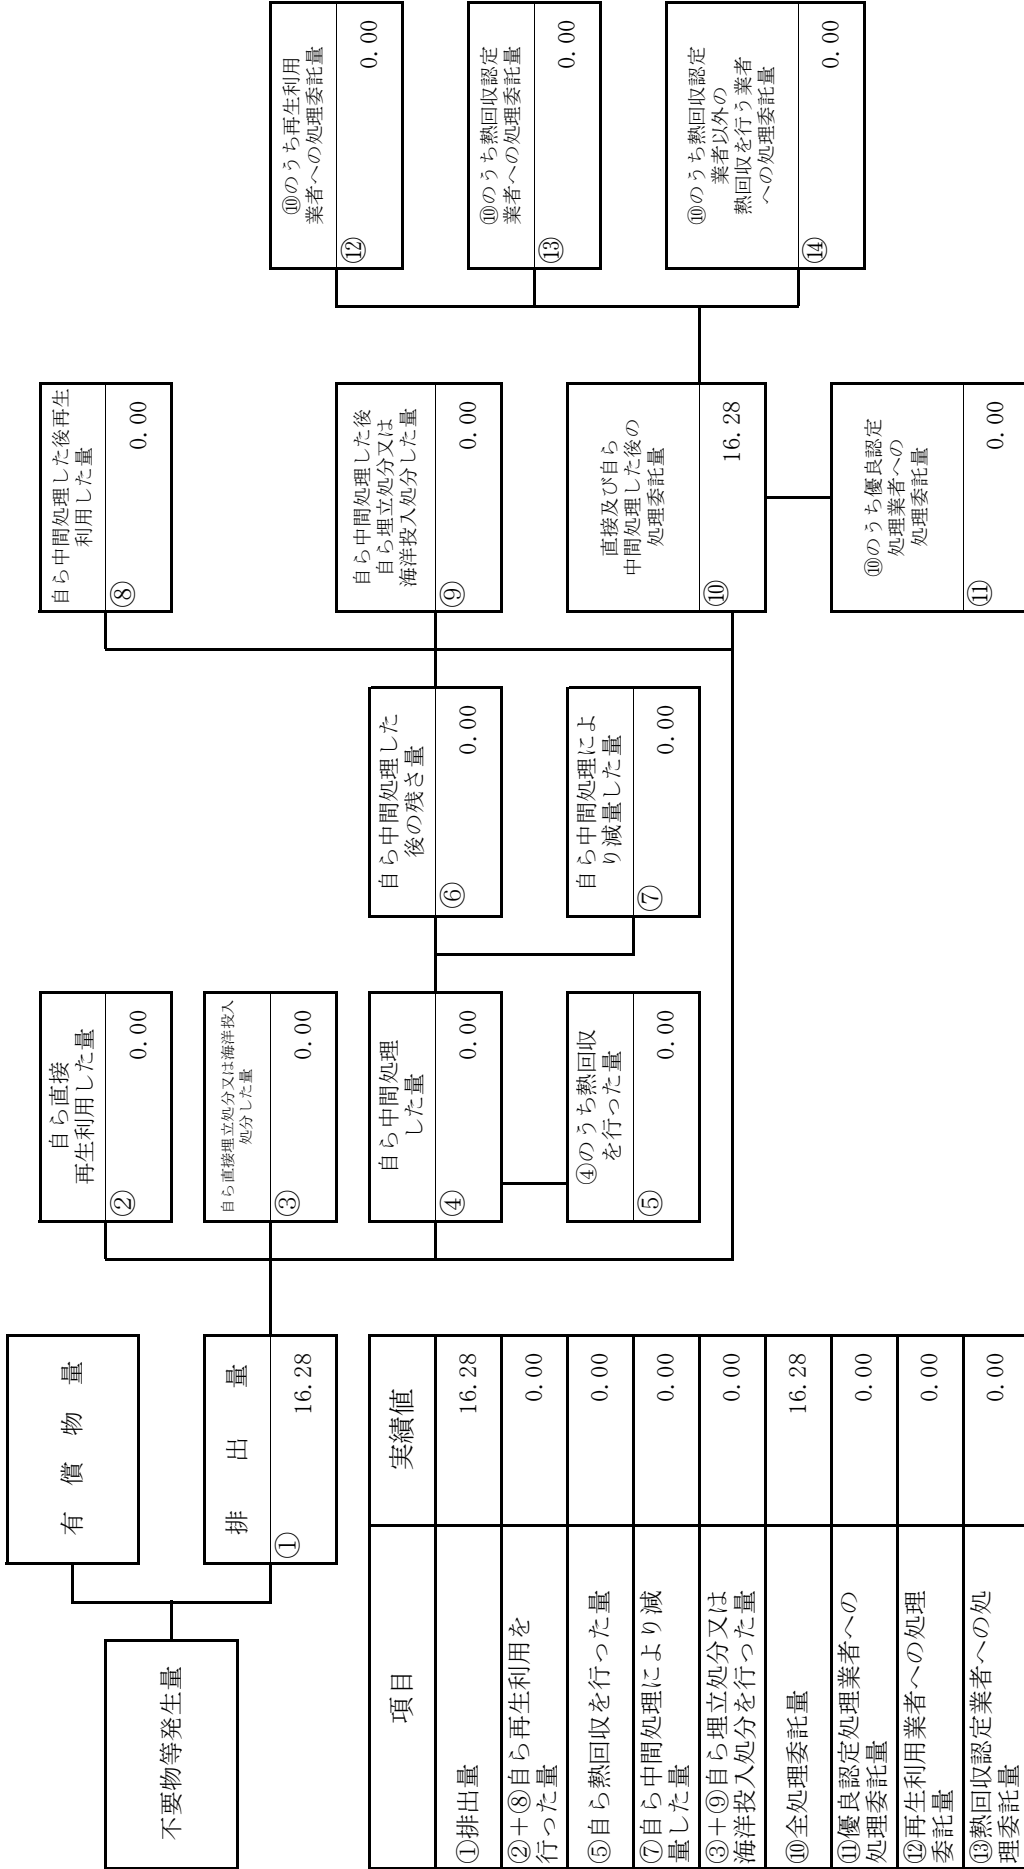 不要物等発生量
有償物量
排出量
①
16.28
自ら直接
再生利用した量
②
0.00
自ら直接埋立処分又は海洋投入
処分した量
③
0.00
自ら中間処理
した量
④
0.00
④のうち熱回収
を行った量
⑤
0.00
自ら中間処理した
後の残さ量
⑥
0.00
自ら中間処理によ
り減量した量
⑦
0.00
自ら中間処理した後再生
利用した量
⑧
0.00
自ら中間処理した後
自ら埋立処分又は
海洋投入処分した量
⑨
0.00
直接及び自ら
中間処理した後の
処理委託量
⑩
16.28
⑩のうち優良認定
処理業者への
処理委託量
⑪
0.00
⑩のうち再生利用
業者への処理委託量
⑫
0.00
⑩のうち熱回収認定
業者への処理委託量
⑬
0.00
⑩のうち熱回収認定
業者以外の
熱回収を行う業者
への処理委託量
⑭
0.00
項目
実績値
①排出量
16.28
②＋⑧自ら再生利用を
行った量
0.00
⑤自ら熱回収を行った量
0.00
⑦自ら中間処理により減
量した量
0.00
③＋⑨自ら埋立処分又は
海洋投入処分を行った量
0.00
⑩全処理委託量
16.28
⑪優良認定処理業者への
処理委託量
0.00
⑫再生利用業者への処理
委託量
0.00
⑬熱回収認定業者への処
理委託量
0.00